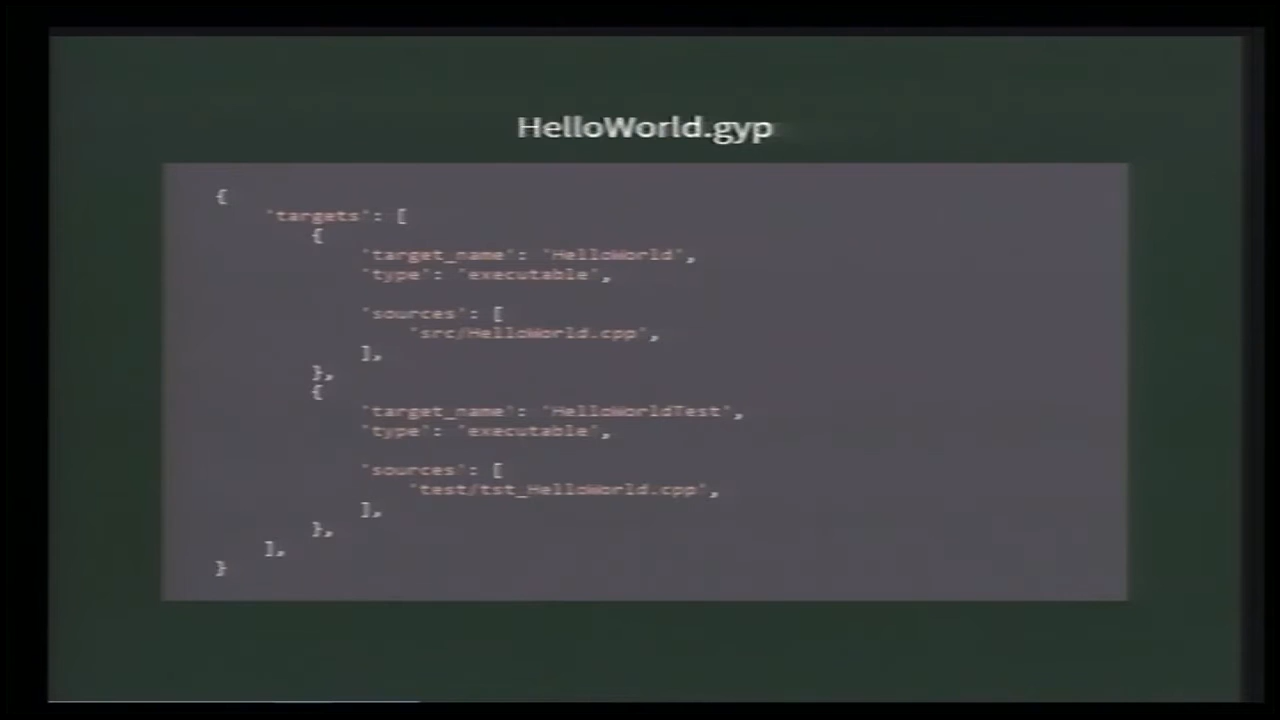 HelloWorld.gyp
{
'targets': [
{
'target_name': 'HelloWorld',
'type': 'executable',
'sources': [
'src/HelloWorld.cpp',
],
},
{
'target_name': 'HelloWorldTest',
'type': 'executable',
'sources': [
'test/tst_HelloWorld.cpp',
],
},
],
}